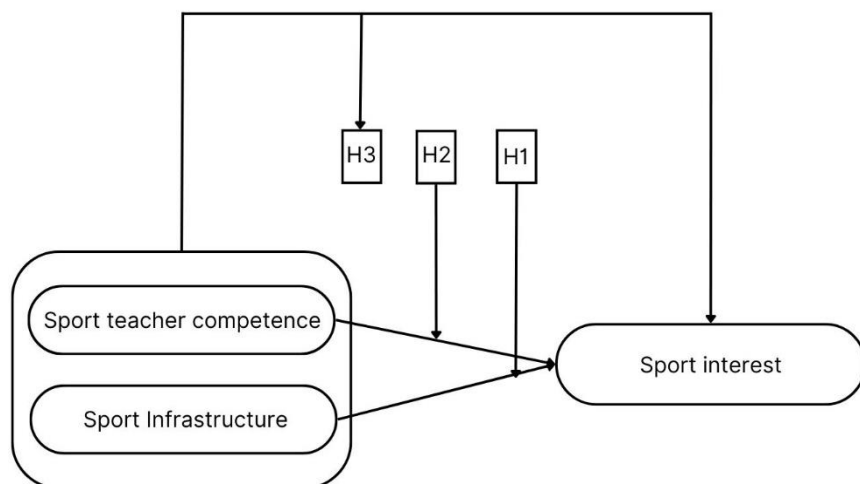 H3
H2
H1
Sport teacher competence
Sport interest
Sport Infrastructure